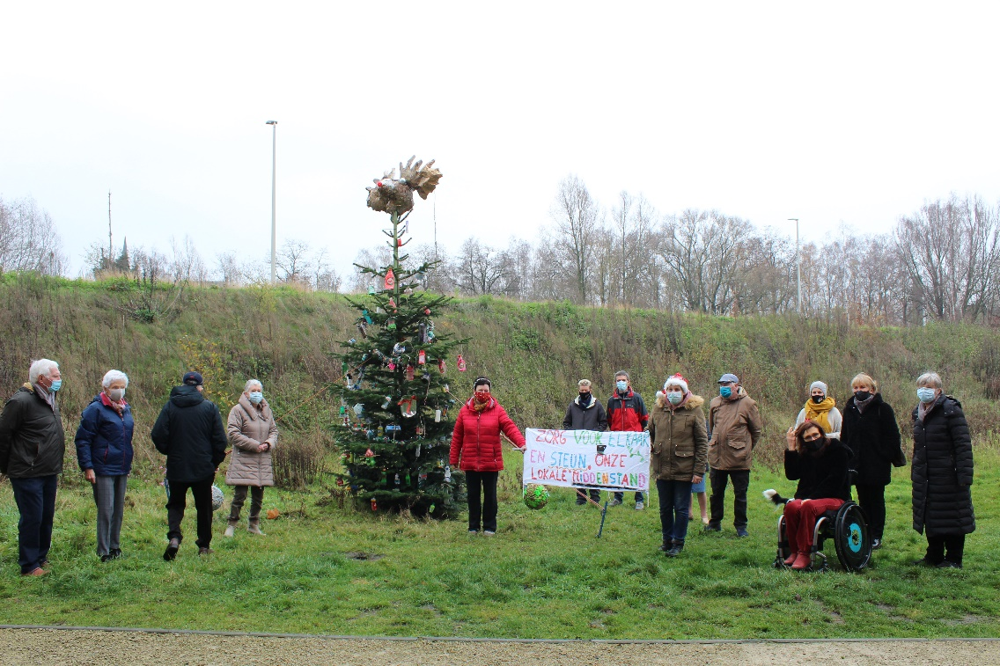 ZORG VOOR ELKAAR
EN STEUN ONZE
LOKALE MIDDENSTAND